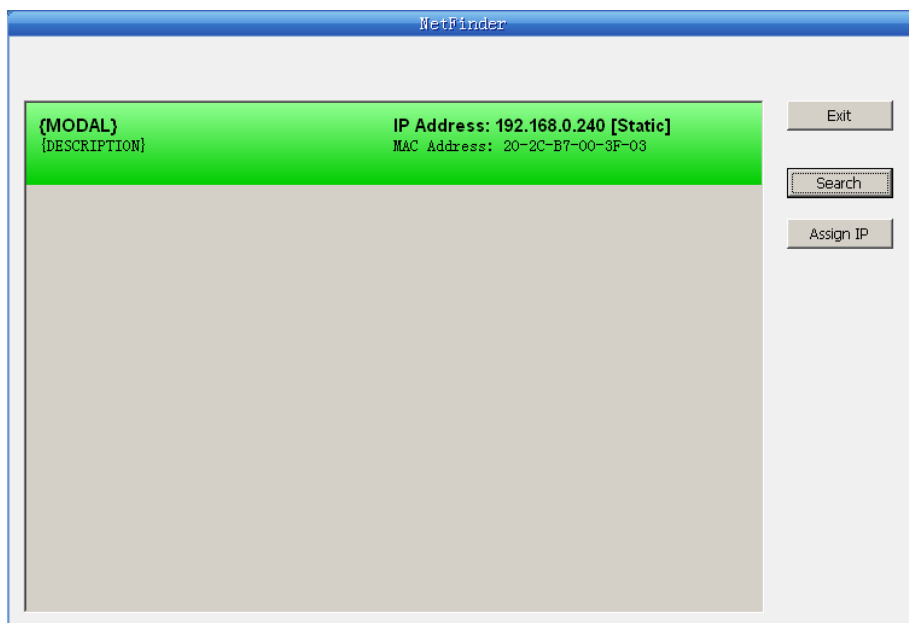 NetFinder
{MODAL}
IP Address: 192.168.0.240 [Static]
{DESCRIPTION}
MAC Address: 20-2C-B7-00-3F-03
Exit
Search
Assign IP